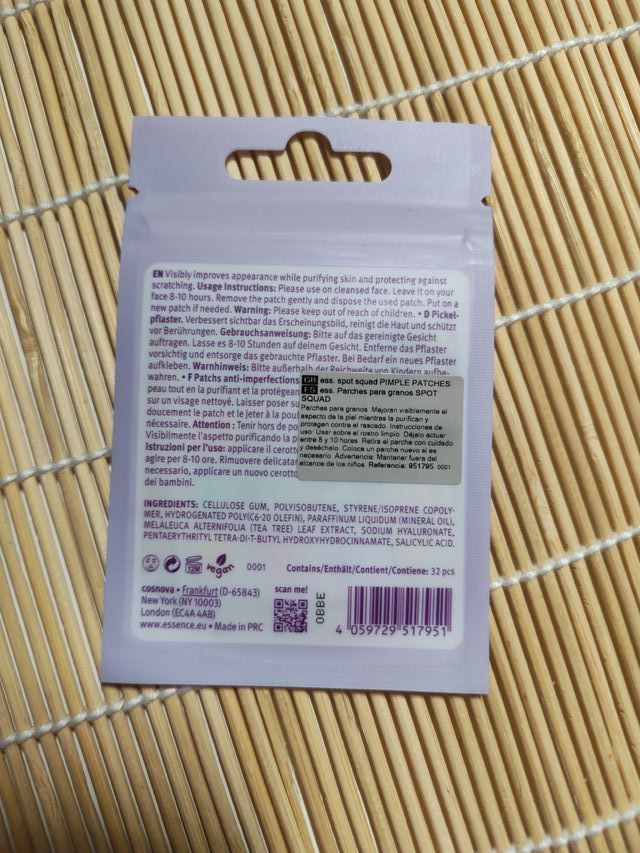 EN Visibly improves appearance while purifying skin and protecting against
scratching. Usage Instructions: Please use on cleansed face. Leave it on your
face 8-10 hours. Remove the patch gently and dispose the used patch. Put on a
new patch if needed. Warning: Please keep out of reach of children. • D Pickel-
pflaster. Verbessert sichtbar das Erscheinungsbild, reinigt die Haut und schützt
vor Berührungen. Gebrauchsanweisung: Bitte auf das gereinigte Gesicht
auftragen. Lasse es 8-10 Stunden auf deinem Gesicht. Entferne das Pflaster
vorsichtig und entsorge das gebrauchte Pflaster. Bei Bedarf ein neues Pflaster
aufkleben. Warnhinweis: Bitte außerhalb der Reichweite von Kindern aufbe-
wahren. • F Patchs anti-imperfections
peau tout en la purifiant et la protégean
sur un visage nettoyé. Laisser poser su
doucement le patch et le jeter à la pou
nécessaire. Attention : Tenir hors de po
Visibilmente l'aspetto purificando la p
Istruzioni per l'uso: applicare il cerott
agire per 8-10 ore. Rimuovere delicata
necessario, applicare un nuovo cerotto
dei bambini.
GB ess. spot squad PIMPLE PATCHES
ES ess. Parches para granos SPOT
SQUAD
Parches para granos. Mejoran visiblemente el
aspecto de la piel mientras la purifican y
protegen contra el rascado. Instrucciones de
uso: Usar sobre el rostro limpio. Déjalo actuar
entre 8 y 10 horas. Retira el parche con cuidado
y deséchelo. Coloca un parche nuevo si es
necesario. Advertencia: Mantener fuera del
alcance de los niños. Referencia: 951795 0001
INGREDIENTS: CELLULOSE GUM, POLYISOBUTENE, STYRENE/ISOPRENE COPOLY-
MER, HYDROGENATED POLY(C6-20 OLEFIN), PARAFFINUM LIQUIDUM (MINERAL OIL),
MELALEUCA ALTERNIFOLIA (TEA TREE) LEAF EXTRACT, SODIUM HYALURONATE,
PENTAERYTHRITYL TETRA-DI-T-BUTYL HYDROXYHYDROCINNAMATE, SALICYLIC ACID.
12M vegan 0001 Contains/Enthält/Contient/Contiene: 32 pcs
cosnova • Frankfurt (D-65843)
New York (NY 10003)
London (EC4A 4AB)
www.essence.eu • Made in PRC
scan me!
0BBE
4 059729 517951